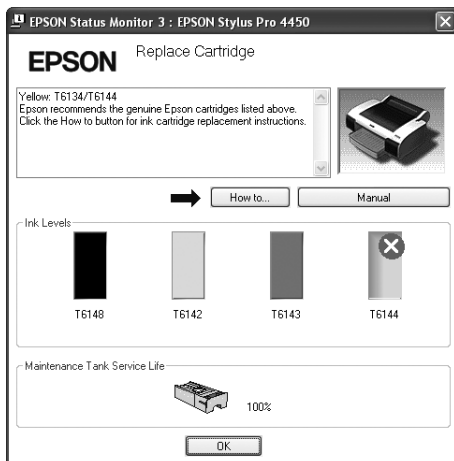 EPSON Status Monitor 3 : EPSON Stylus Pro 4450
EPSON
Replace Cartridge
Yellow: T6134/T6144
Epson recommends the genuine Epson cartridges listed above.
Click the How to button for ink cartridge replacement instructions.
How to...
Manual
Ink Levels
T6148
T6142
T6143
T6144
Maintenance Tank Service Life
100%
OK